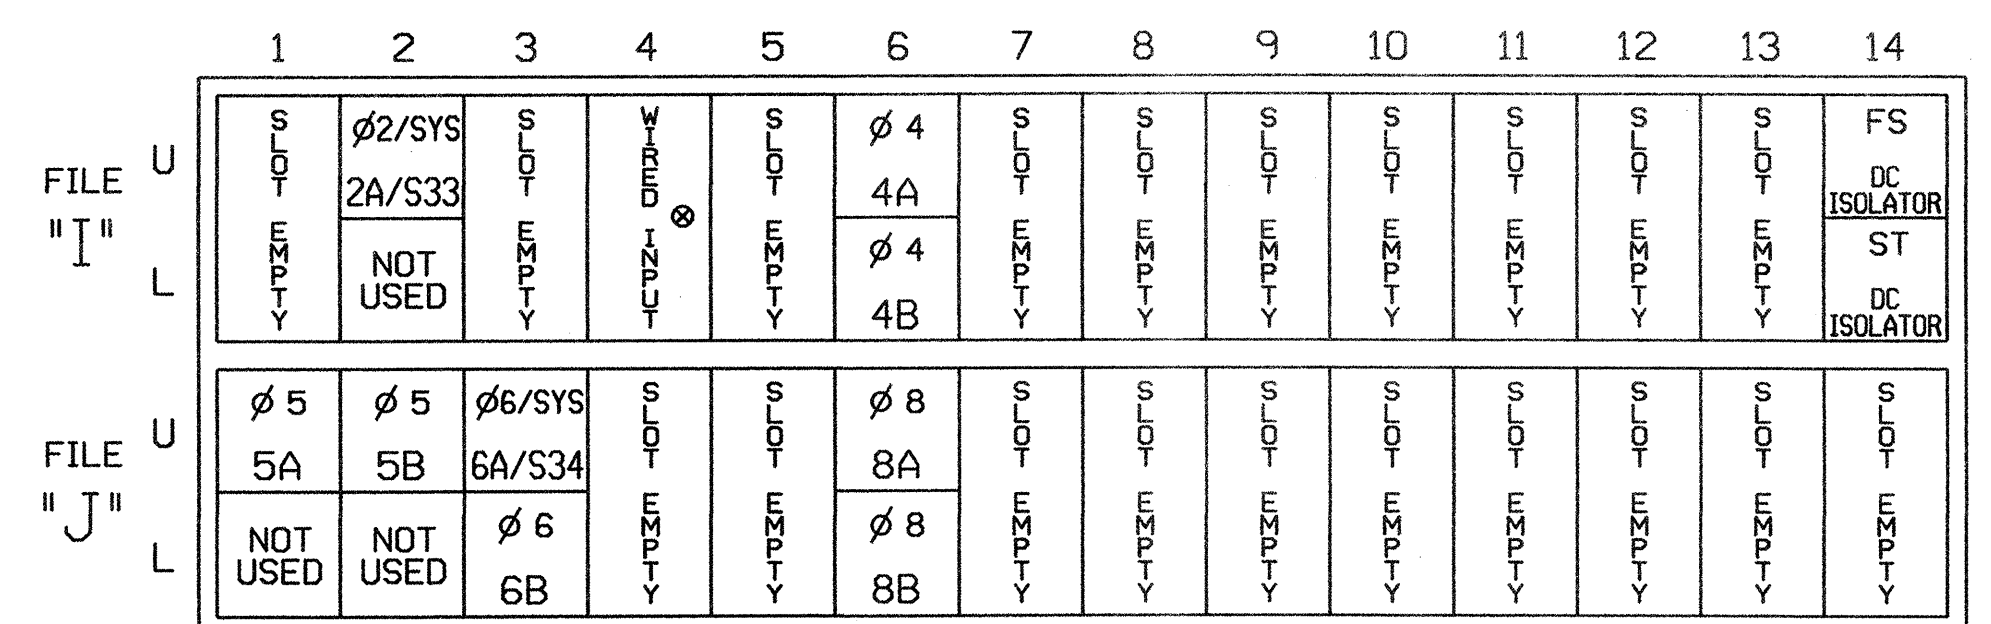 1 2 3 4 5 6 7 8 9 10 11 12 13 14
FILE "I"
U
L
SLOT EMPTY
Ø2/SYS
2A/S33
NOT
USED
SLOT EMPTY
WIRED INPUT
⊗
SLOT EMPTY
Ø 4
4A
Ø 4
4B
SLOT EMPTY
SLOT EMPTY
SLOT EMPTY
SLOT EMPTY
SLOT EMPTY
SLOT EMPTY
SLOT EMPTY
FS
DC
ISOLATOR
ST
DC
ISOLATOR
FILE "J"
U
L
Ø 5
5A
NOT
USED
Ø 5
5B
NOT
USED
Ø6/SYS
6A/S34
Ø 6
6B
SLOT EMPTY
SLOT EMPTY
Ø 8
8A
Ø 8
8B
SLOT EMPTY
SLOT EMPTY
SLOT EMPTY
SLOT EMPTY
SLOT EMPTY
SLOT EMPTY
SLOT EMPTY
SLOT EMPTY